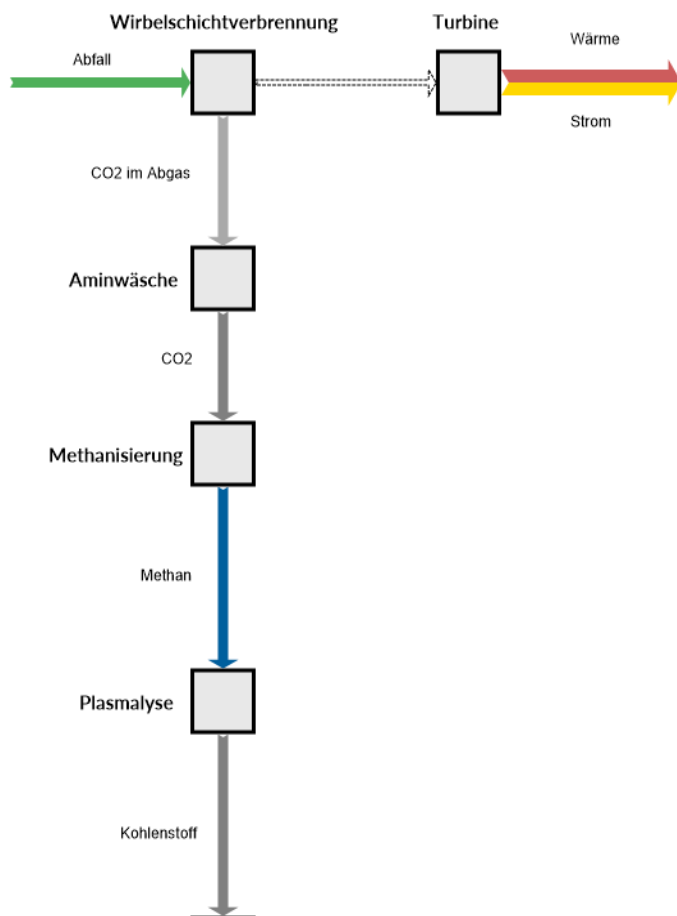 Wirbelschichtverbrennung
Turbine
Abfall
Wärme
Strom
CO2 im Abgas
Aminwäsche
CO2
Methanisierung
Methan
Plasmalyse
Kohlenstoff